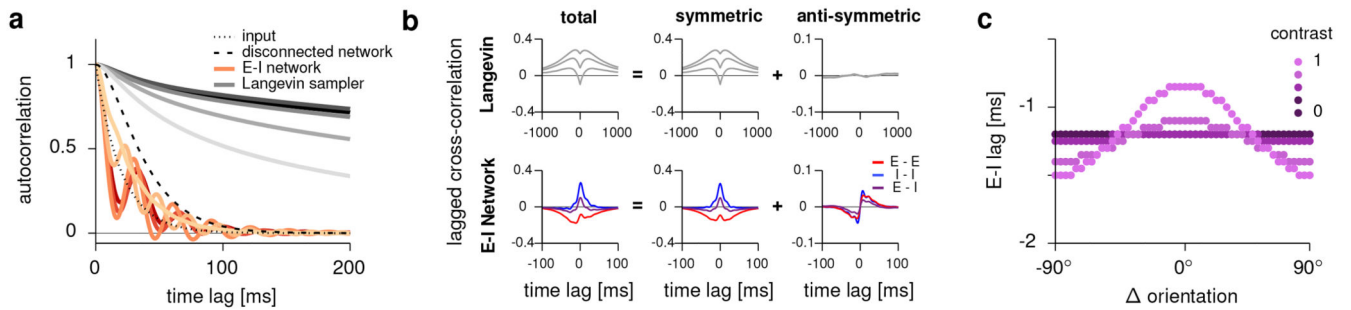 a
input
disconnected network
E-I network
Langevin sampler
autocorrelation
1
0.5
0
0 100 200
time lag [ms]
b
total symmetric anti-symmetric
lagged cross-correlation
Langevin
0.4 0.4 0.1
0 = 0 + 0
-0.4 -0.4 -0.1
-1000 0 1000 -1000 0 1000 -1000 0 1000
E-I Network
E - E
I - I
E - I
0.4 0.4 0.1
0 = 0 + 0
-0.4 -0.4 -0.1
-100 0 100 -100 0 100 -100 0 100
time lag [ms] time lag [ms] time lag [ms]
c
contrast
1
0
E-I lag [ms]
-1
-2
-90° 0° 90°
Δ orientation